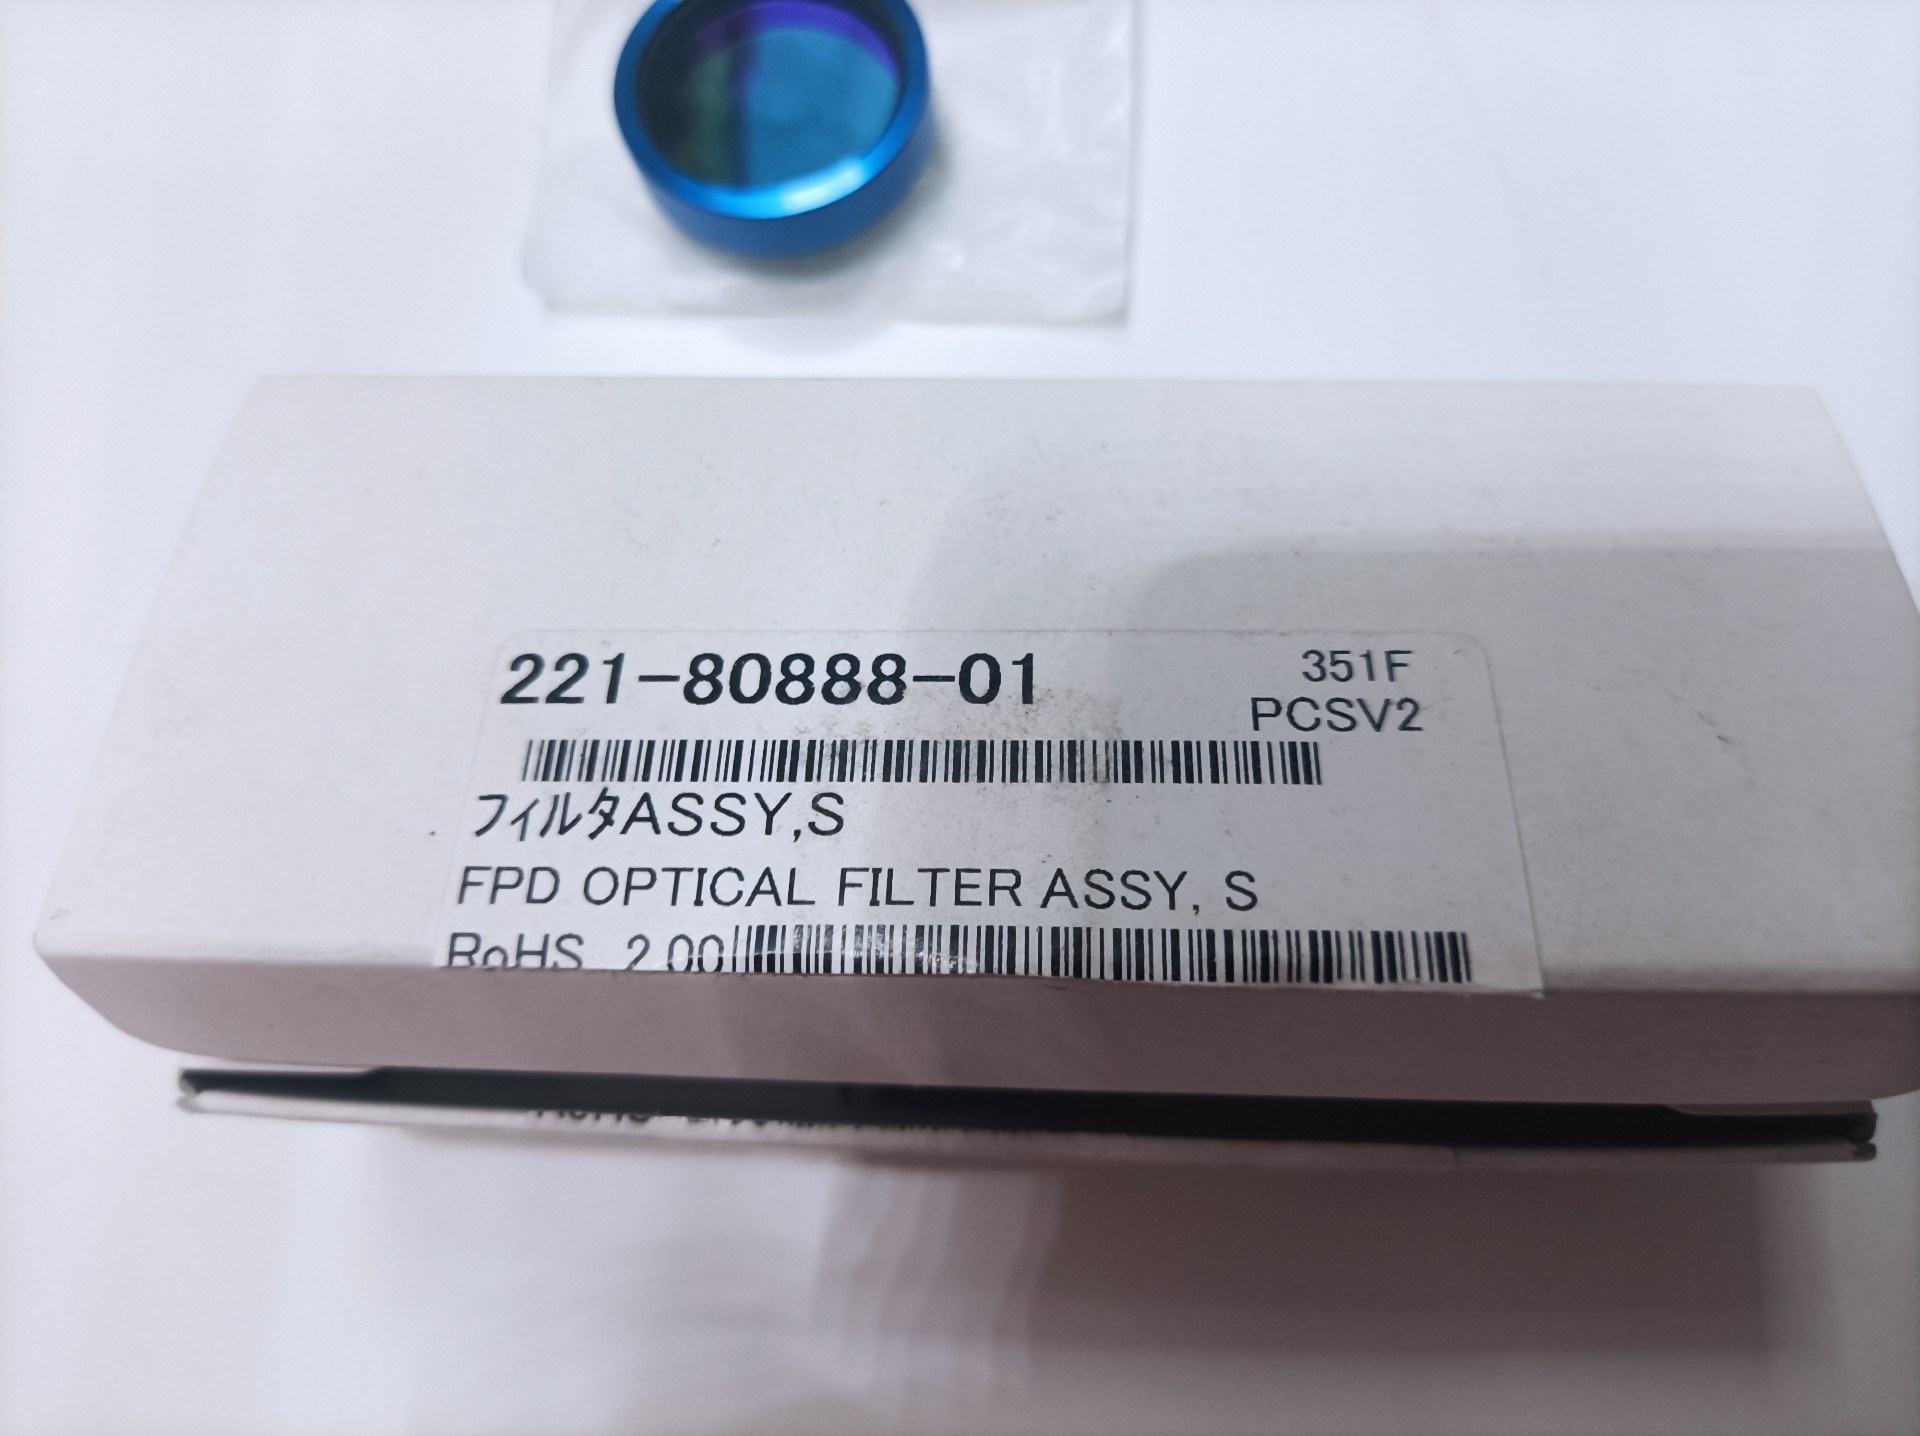 221-80888-01
351F
PCSV2
フィルタASSY,S
FPD OPTICAL FILTER ASSY, S
RoHS 2.00